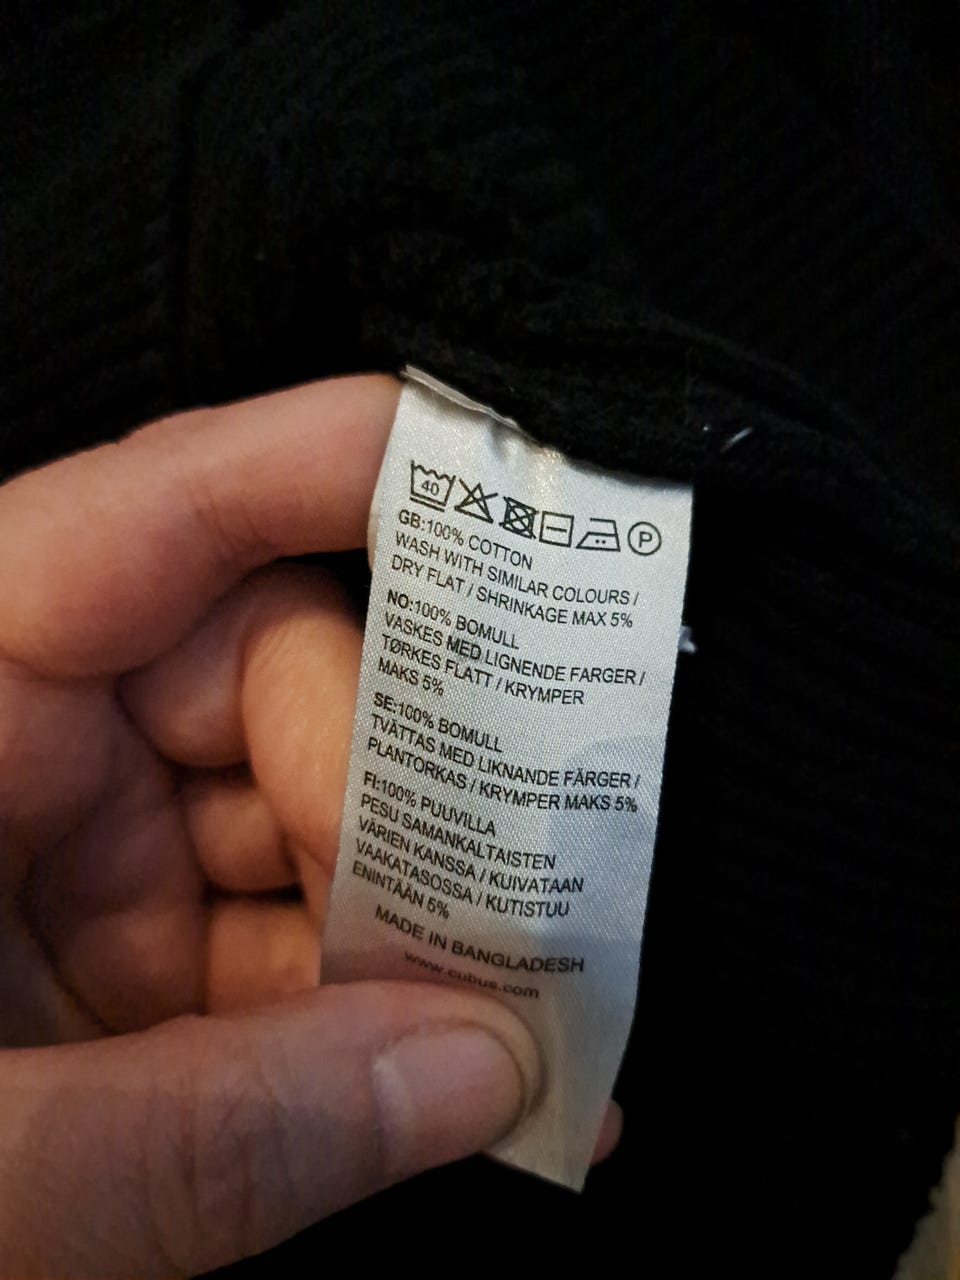 40
P
GB:100% COTTON
WASH WITH SIMILAR COLOURS /
DRY FLAT / SHRINKAGE MAX 5%
NO:100% BOMULL
VASKES MED LIGNENDE FARGER /
TØRKES FLATT / KRYMPER
MAKS 5%
SE:100% BOMULL
TVÄTTAS MED LIKNANDE FÄRGER /
PLANTORKAS / KRYMPER MAKS 5%
FI:100% PUUVILLA
PESU SAMANKALTAISTEN
VÄRIEN KANSSA / KUIVATAAN
VAAKATASOSSA / KUTISTUU
ENINTÄÄN 5%
MADE IN BANGLADESH
www.cubus.com